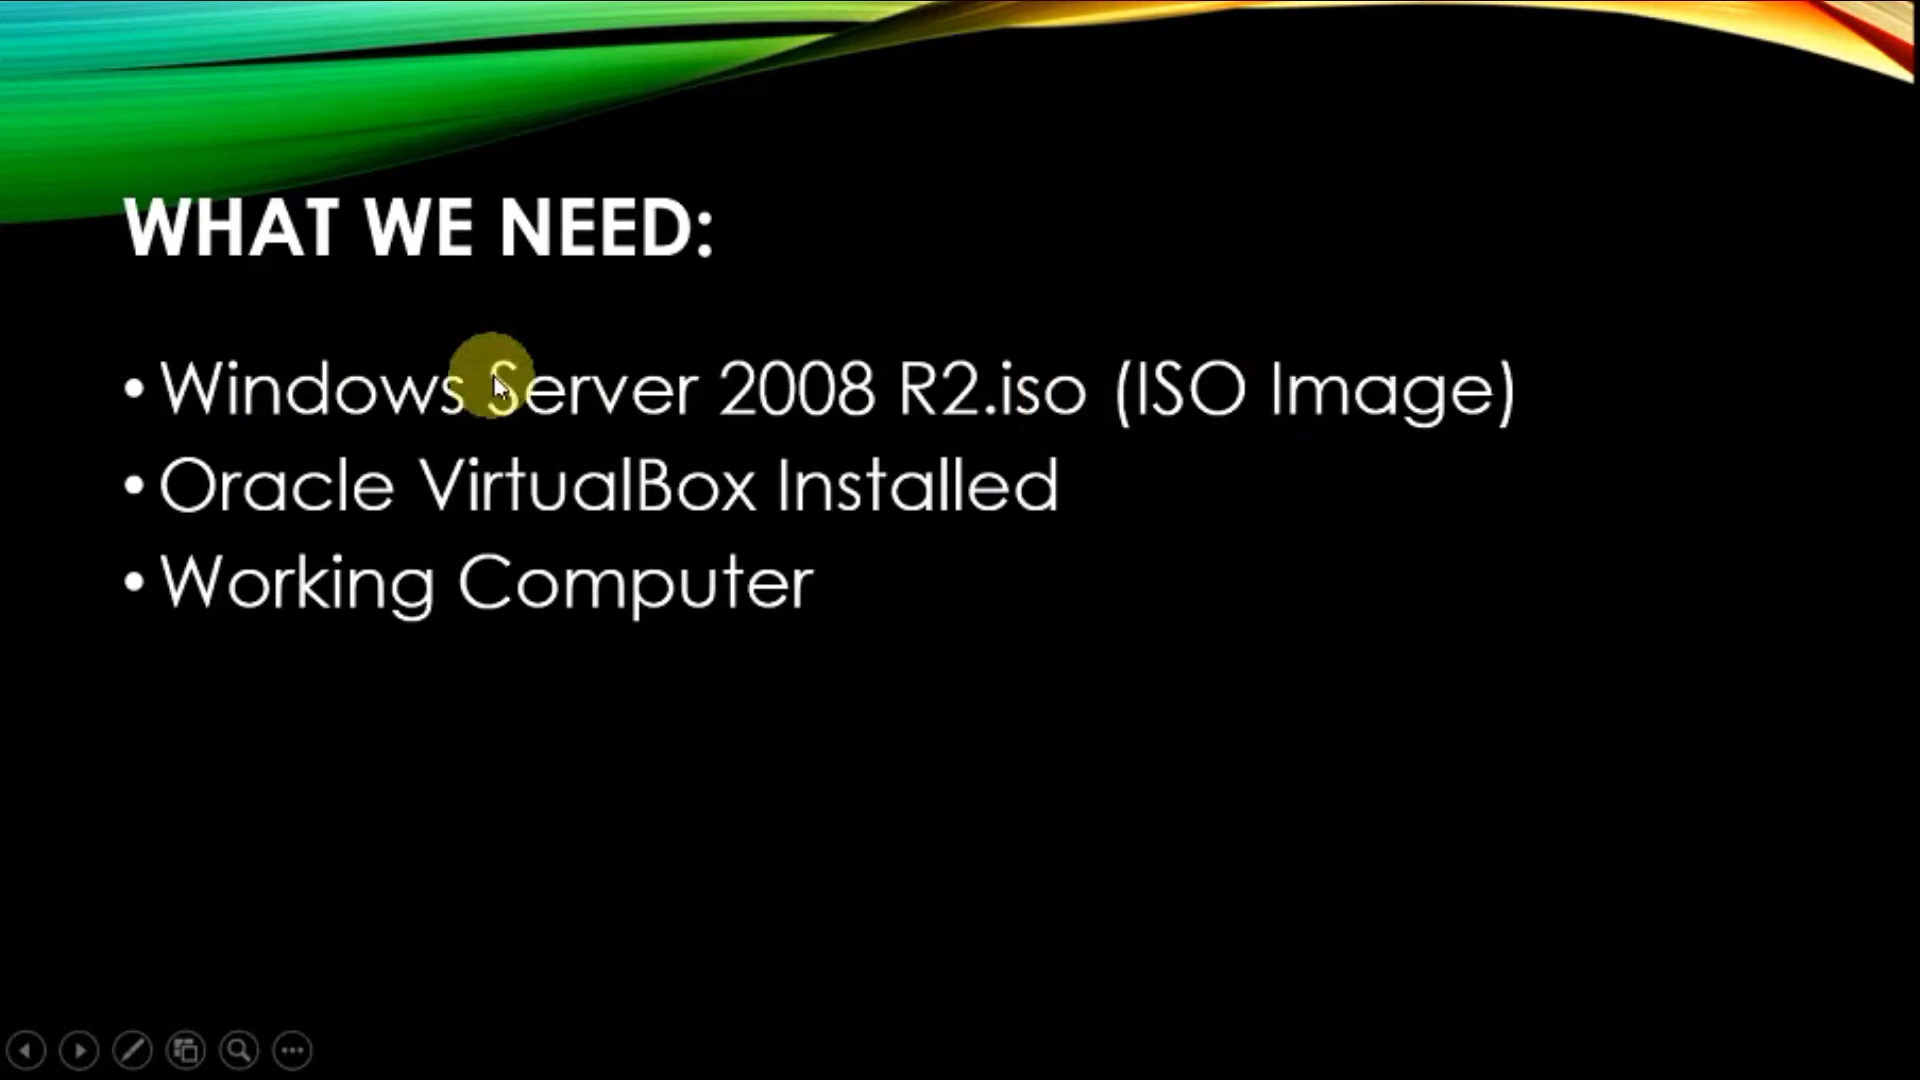 WHAT WE NEED:
• Windows Server 2008 R2.iso (ISO Image)
• Oracle VirtualBox Installed
• Working Computer